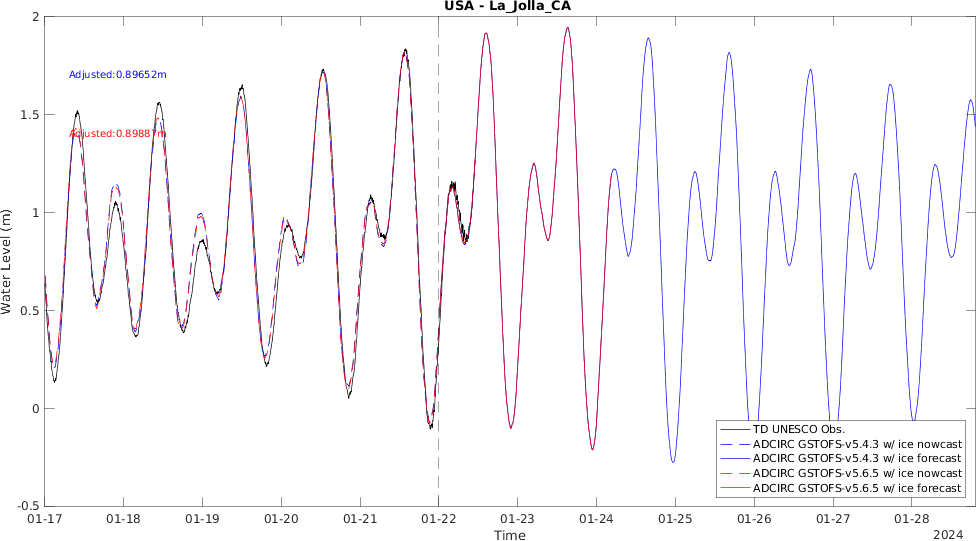 USA - La_Jolla_CA
2
1.5
1
0.5
0
-0.5
Water Level (m)
Adjusted:0.89652m
Adjusted:0.89887m
TD UNESCO Obs.
ADCIRC GSTOFS-v5.4.3 w/ ice nowcast
ADCIRC GSTOFS-v5.4.3 w/ ice forecast
ADCIRC GSTOFS-v5.6.5 w/ ice nowcast
ADCIRC GSTOFS-v5.6.5 w/ ice forecast
01-17 01-18 01-19 01-20 01-21 01-22 01-23 01-24 01-25 01-26 01-27 01-28
Time
2024